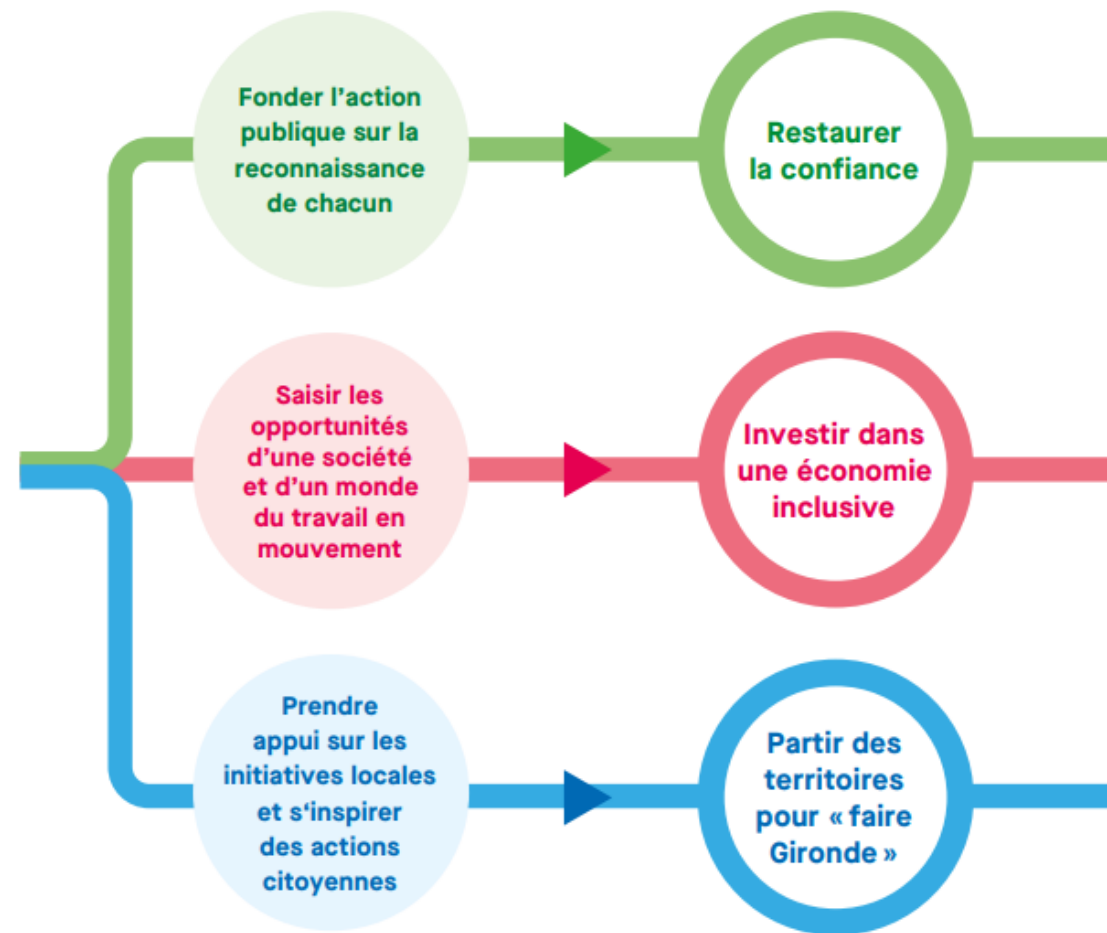 Fonder l’action
publique sur la
reconnaissance
de chacun
Restaurer
la confiance
Saisir les
opportunités
d’une société
et d’un monde
du travail en
mouvement
Investir dans
une économie
inclusive
Prendre
appui sur les
initiatives locales
et s‘inspirer
des actions
citoyennes
Partir des
territoires
pour « faire
Gironde »